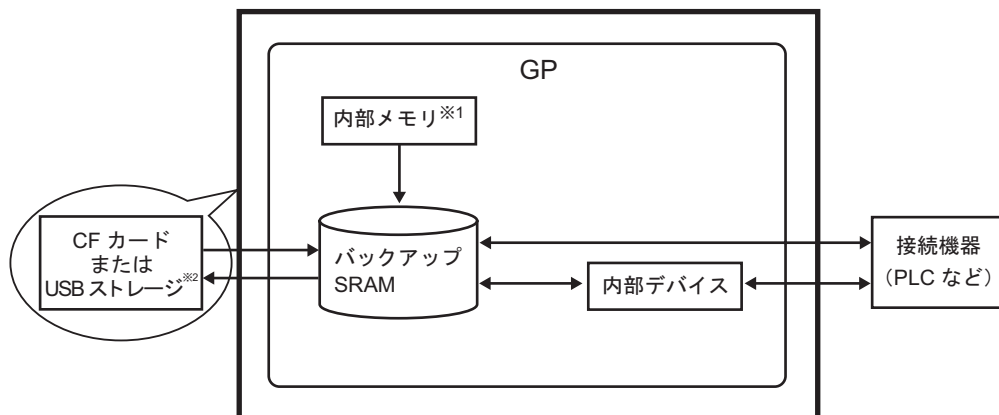 GP
内部メモリ※1
CF カード
または
USB ストレージ※2
バックアップ
SRAM
内部デバイス
接続機器
（PLC など）